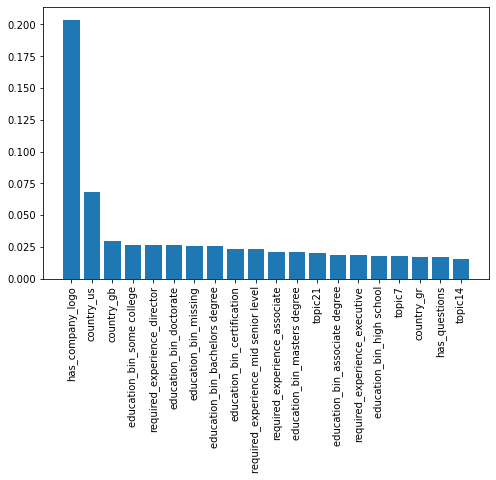 0.200
0.175
0.150
0.125
0.100
0.075
0.050
0.025
0.000
has_company_logo
country_us
country_gb
education_bin_some college
required_experience_director
education_bin_doctorate
education_bin_missing
education_bin_bachelors degree
education_bin_certification
required_experience_mid senior level
required_experience_associate
education_bin_masters degree
topic21
education_bin_associate degree
required_experience_executive
education_bin_high school
topic7
country_gr
has_questions
topic14